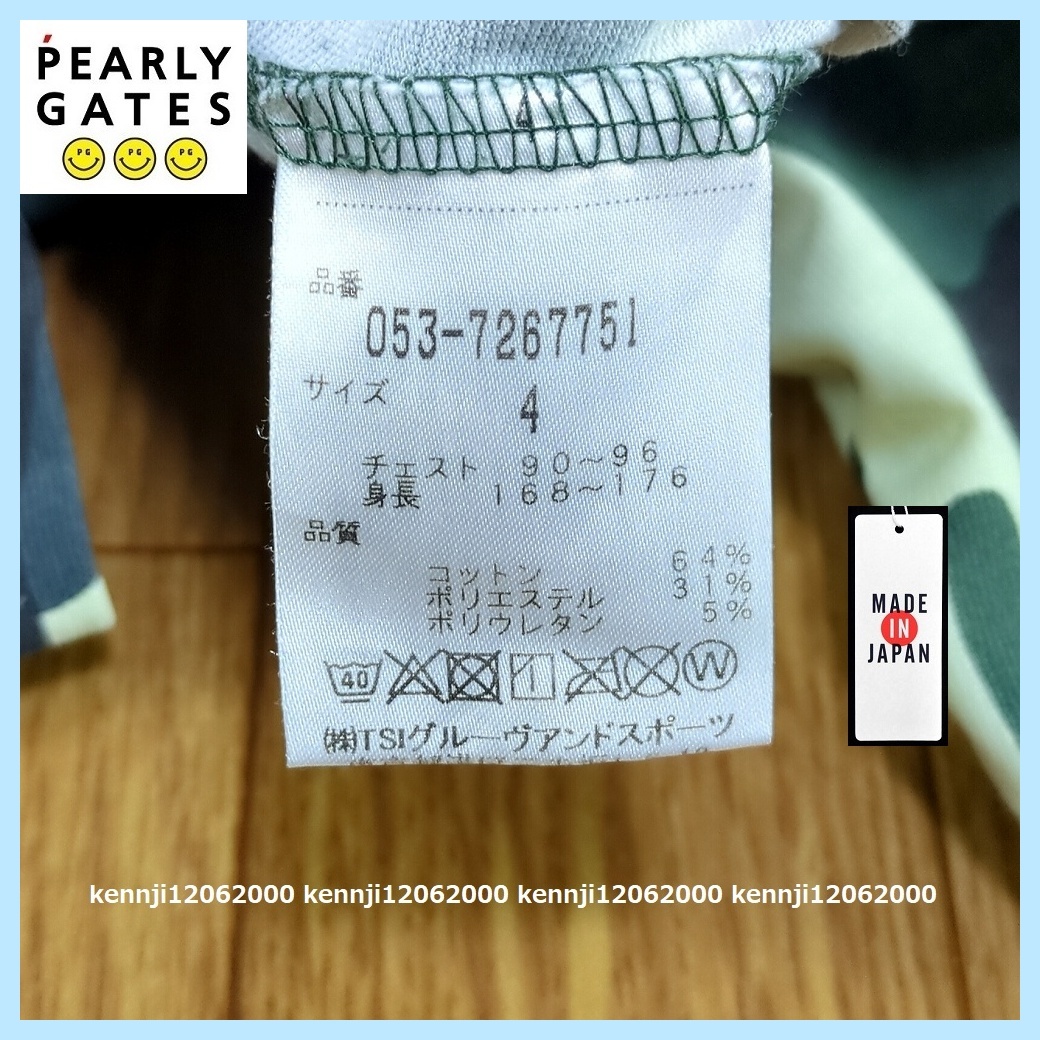 PEARLY
GATES
PG PG PG
4
品番
053-7267751
サイズ
4
チェスト 90～96
身長 168～176
品質
コットン 64%
ポリエステル 31%
ポリウレタン 5%
40 W
㈱TSIグルーヴアンドスポーツ
MADE
IN
JAPAN
kennji12062000 kennji12062000 kennji12062000 kennji12062000